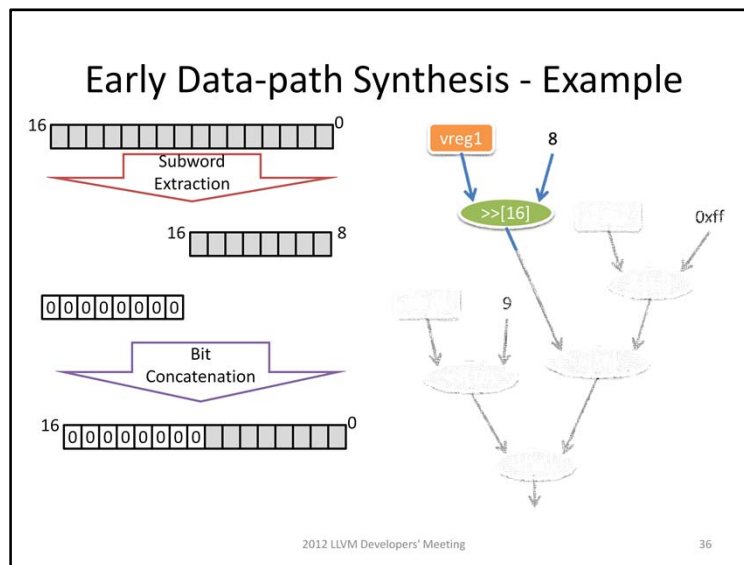 Early Data-path Synthesis - Example
16 0
Subword
Extraction
16 8
0 0 0 0 0 0 0 0
Bit
Concatenation
16 0
0 0 0 0 0 0 0 0
vreg1 8
>>[16]
0xff
9
2012 LLVM Developers' Meeting 36